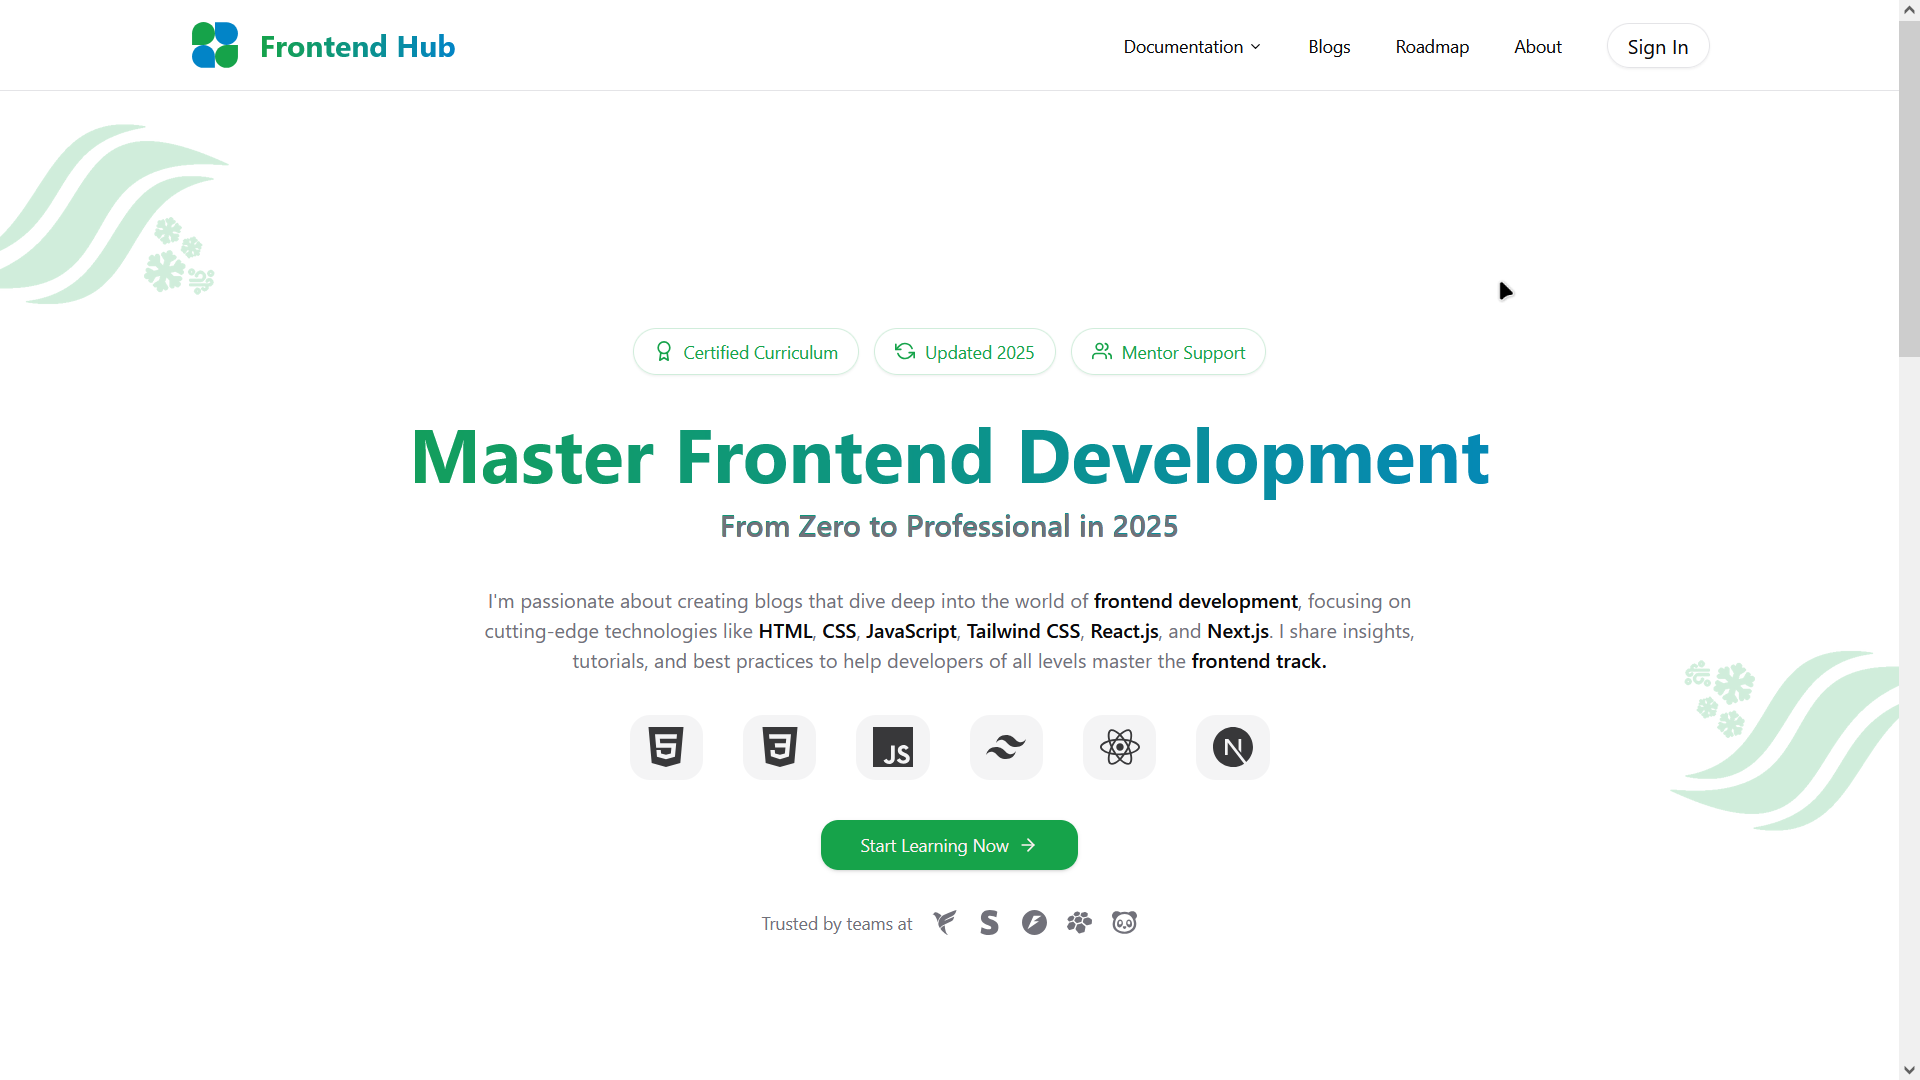 Frontend Hub
Documentation
Blogs
Roadmap
About
Sign In
Certified Curriculum
Updated 2025
Mentor Support
Master Frontend Development
From Zero to Professional in 2025
I'm passionate about creating blogs that dive deep into the world of frontend development, focusing on
cutting-edge technologies like HTML, CSS, JavaScript, Tailwind CSS, React.js, and Next.js. I share insights,
tutorials, and best practices to help developers of all levels master the frontend track.
5
3
JS
N
Start Learning Now
Trusted by teams at
S